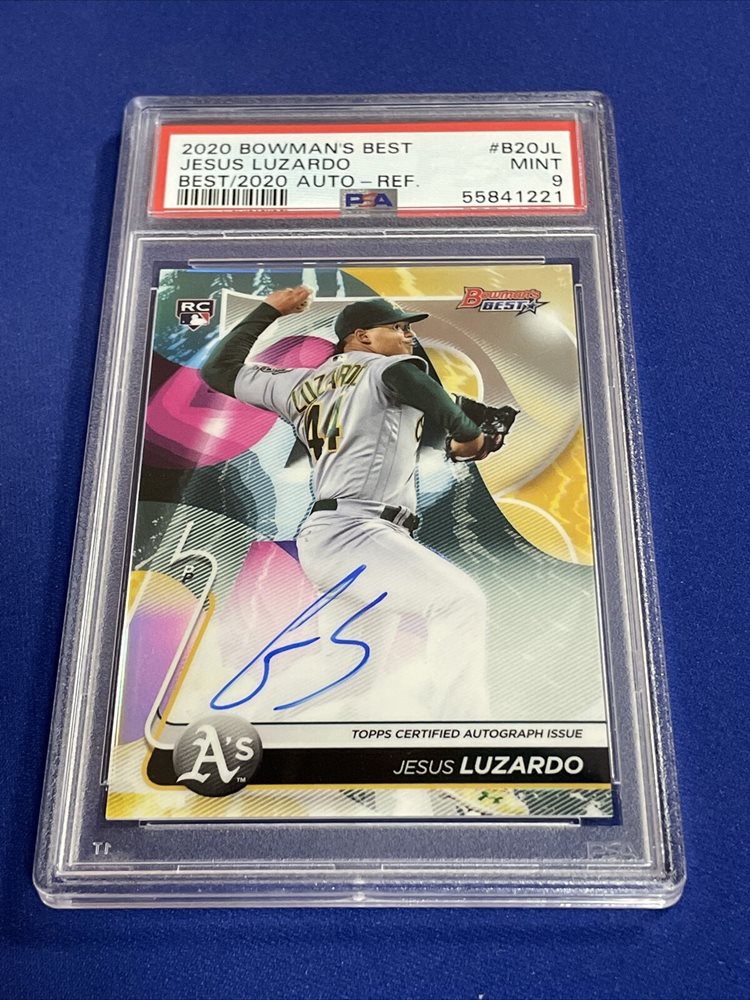 2020 BOWMAN'S BEST #B20JL
JESUS LUZARDO MINT
BEST/2020 AUTO-REF. 9
55841221
PSA
RC
Bowman's
BEST
LUZARDO
44
P
TOPPS CERTIFIED AUTOGRAPH ISSUE
A's TM
JESUS LUZARDO
PSA